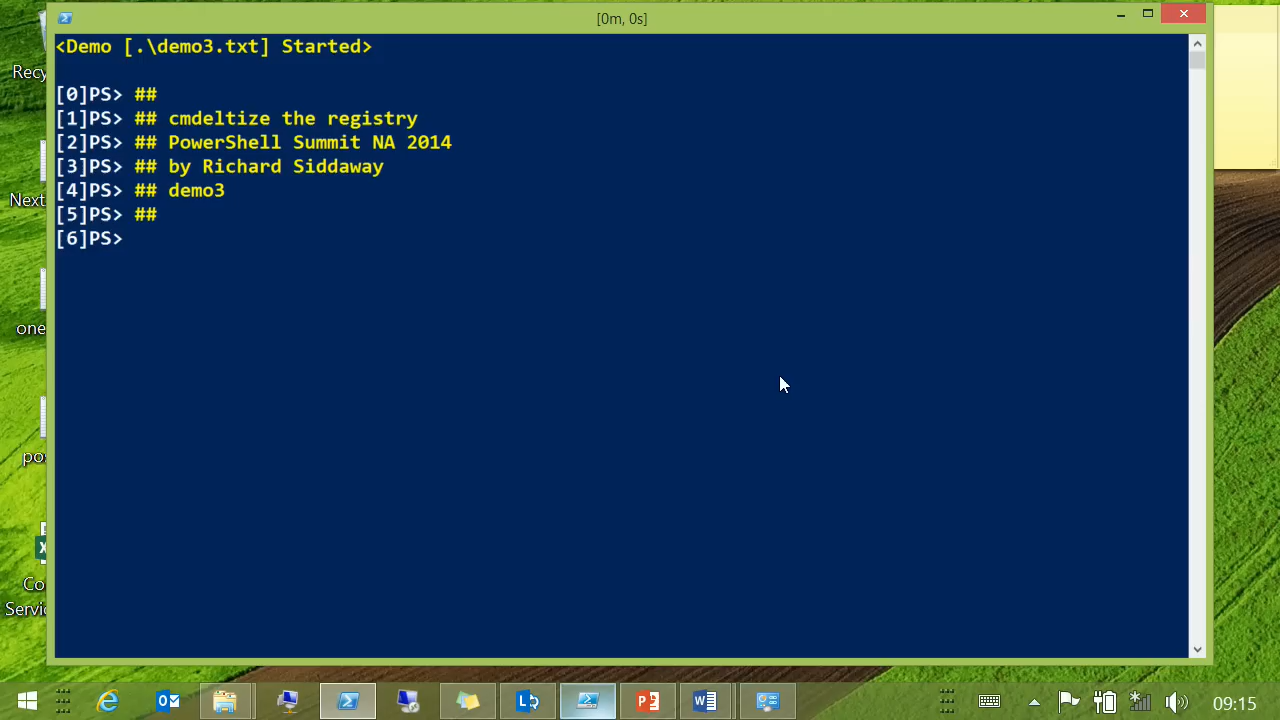 [0m, 0s]
<Demo [.\demo3.txt] Started>
[0]PS> ##
[1]PS> ## cmdeltize the registry
[2]PS> ## PowerShell Summit NA 2014
[3]PS> ## by Richard Siddaway
[4]PS> ## demo3
[5]PS> ##
[6]PS>
Recy
Next
one
pos
Co
Servic
09:15